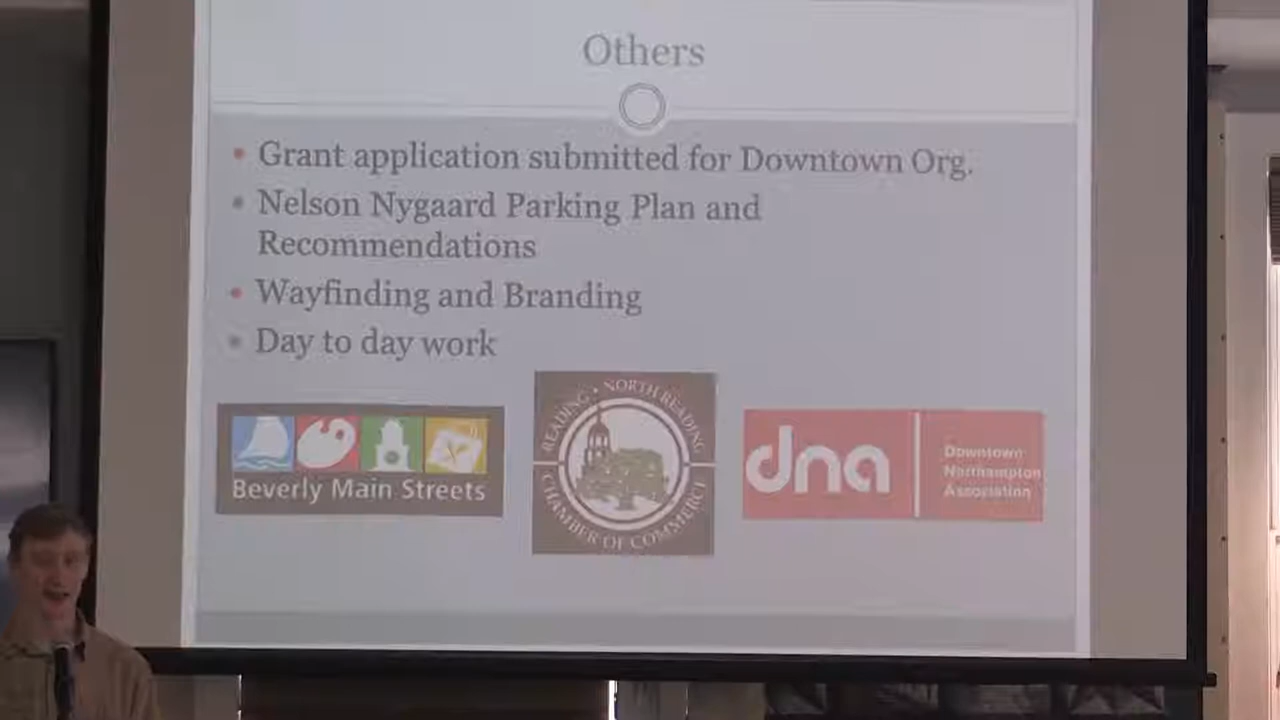 Others
Grant application submitted for Downtown Org.
Nelson Nygaard Parking Plan and
Recommendations
Wayfinding and Branding
Day to day work
Beverly Main Streets
READING • NORTH READING
CHAMBER OF COMMERCE
dna
Downtown
Northampton
Association